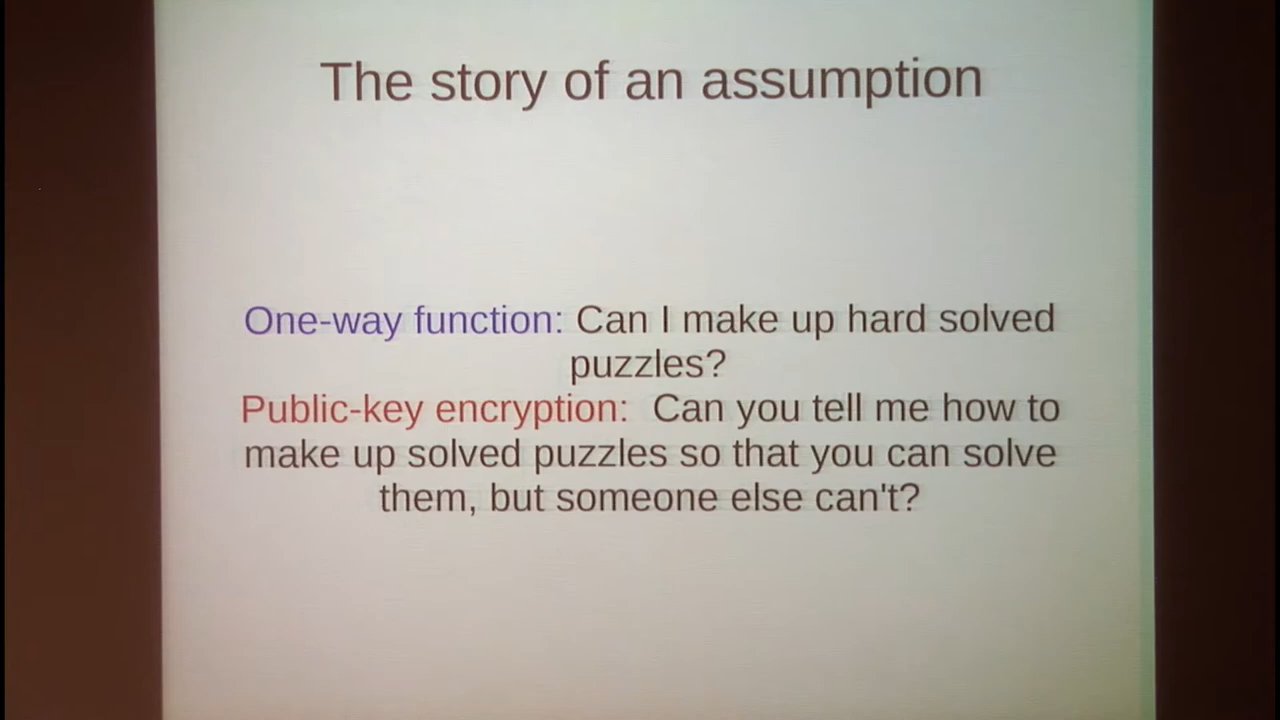 The story of an assumption
One-way function: Can I make up hard solved
puzzles?
Public-key encryption: Can you tell me how to
make up solved puzzles so that you can solve
them, but someone else can't?